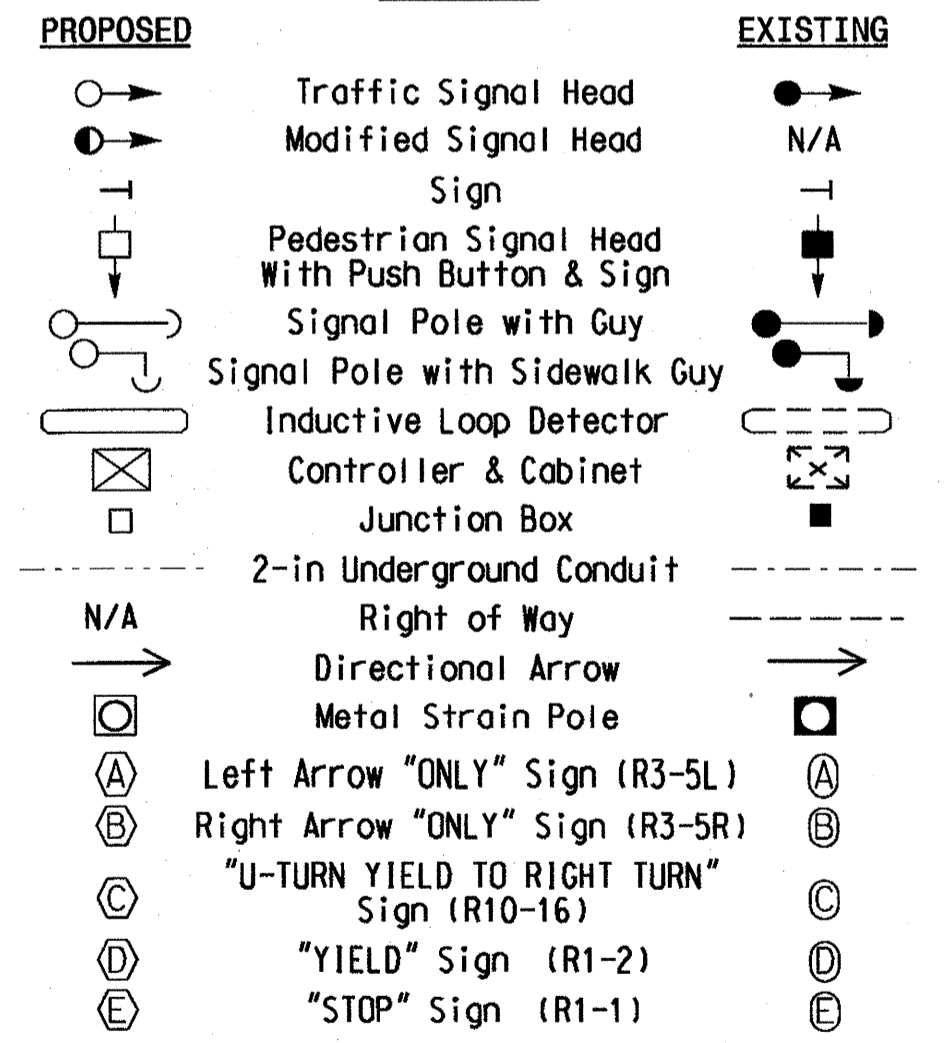 PROPOSED EXISTING
Traffic Signal Head
Modified Signal Head N/A
Sign
Pedestrian Signal Head
With Push Button & Sign
Signal Pole with Guy
Signal Pole with Sidewalk Guy
Inductive Loop Detector
Controller & Cabinet
Junction Box
2-in Underground Conduit
N/A Right of Way
Directional Arrow
Metal Strain Pole
A Left Arrow "ONLY" Sign (R3-5L) A
B Right Arrow "ONLY" Sign (R3-5R) B
"U-TURN YIELD TO RIGHT TURN"
C Sign (R10-16) C
D "YIELD" Sign (R1-2) D
E "STOP" Sign (R1-1) E